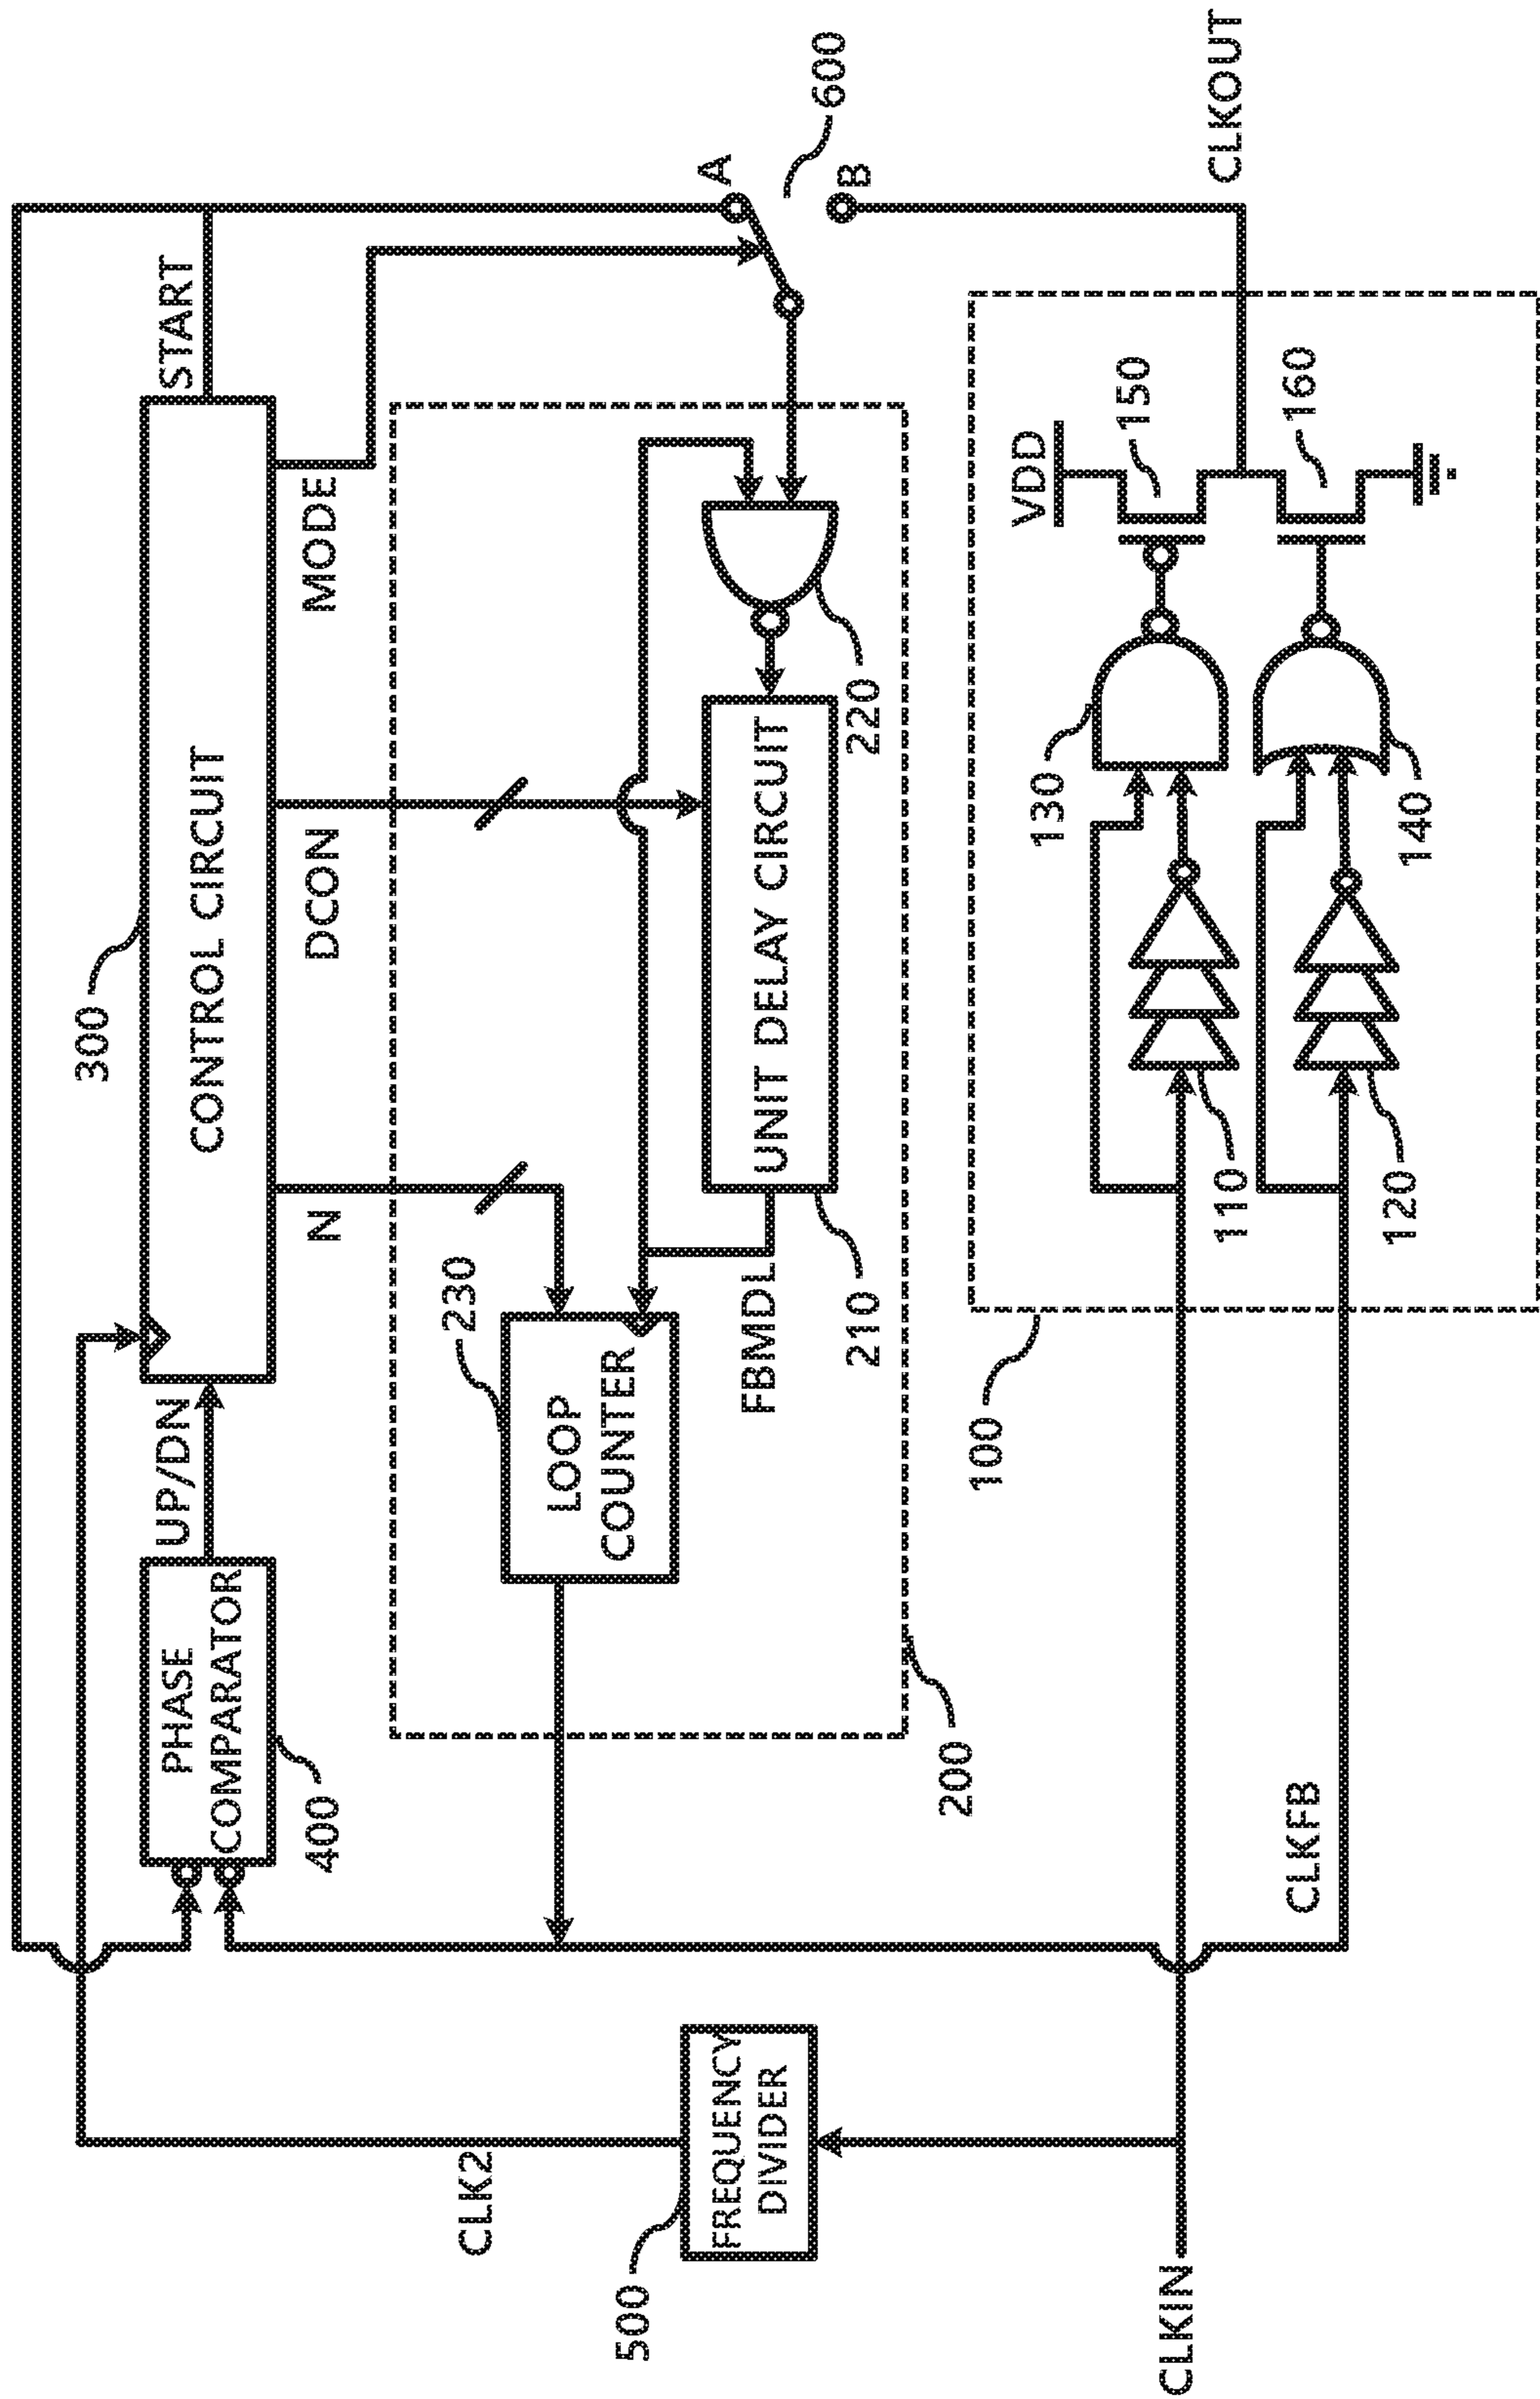 300
START
UP/DN
CONTROL CIRCUIT
PHASE
COMPARATOR
400
N
DCON
MODE
A
600
B
CLK2
230
LOOP
COUNTER
500
FREQUENCY
DIVIDER
FBMDL
UNIT DELAY CIRCUIT
210
220
200
100
VDD
130
150
CLKIN
110
CLKOUT
160
CLKFB
120
140